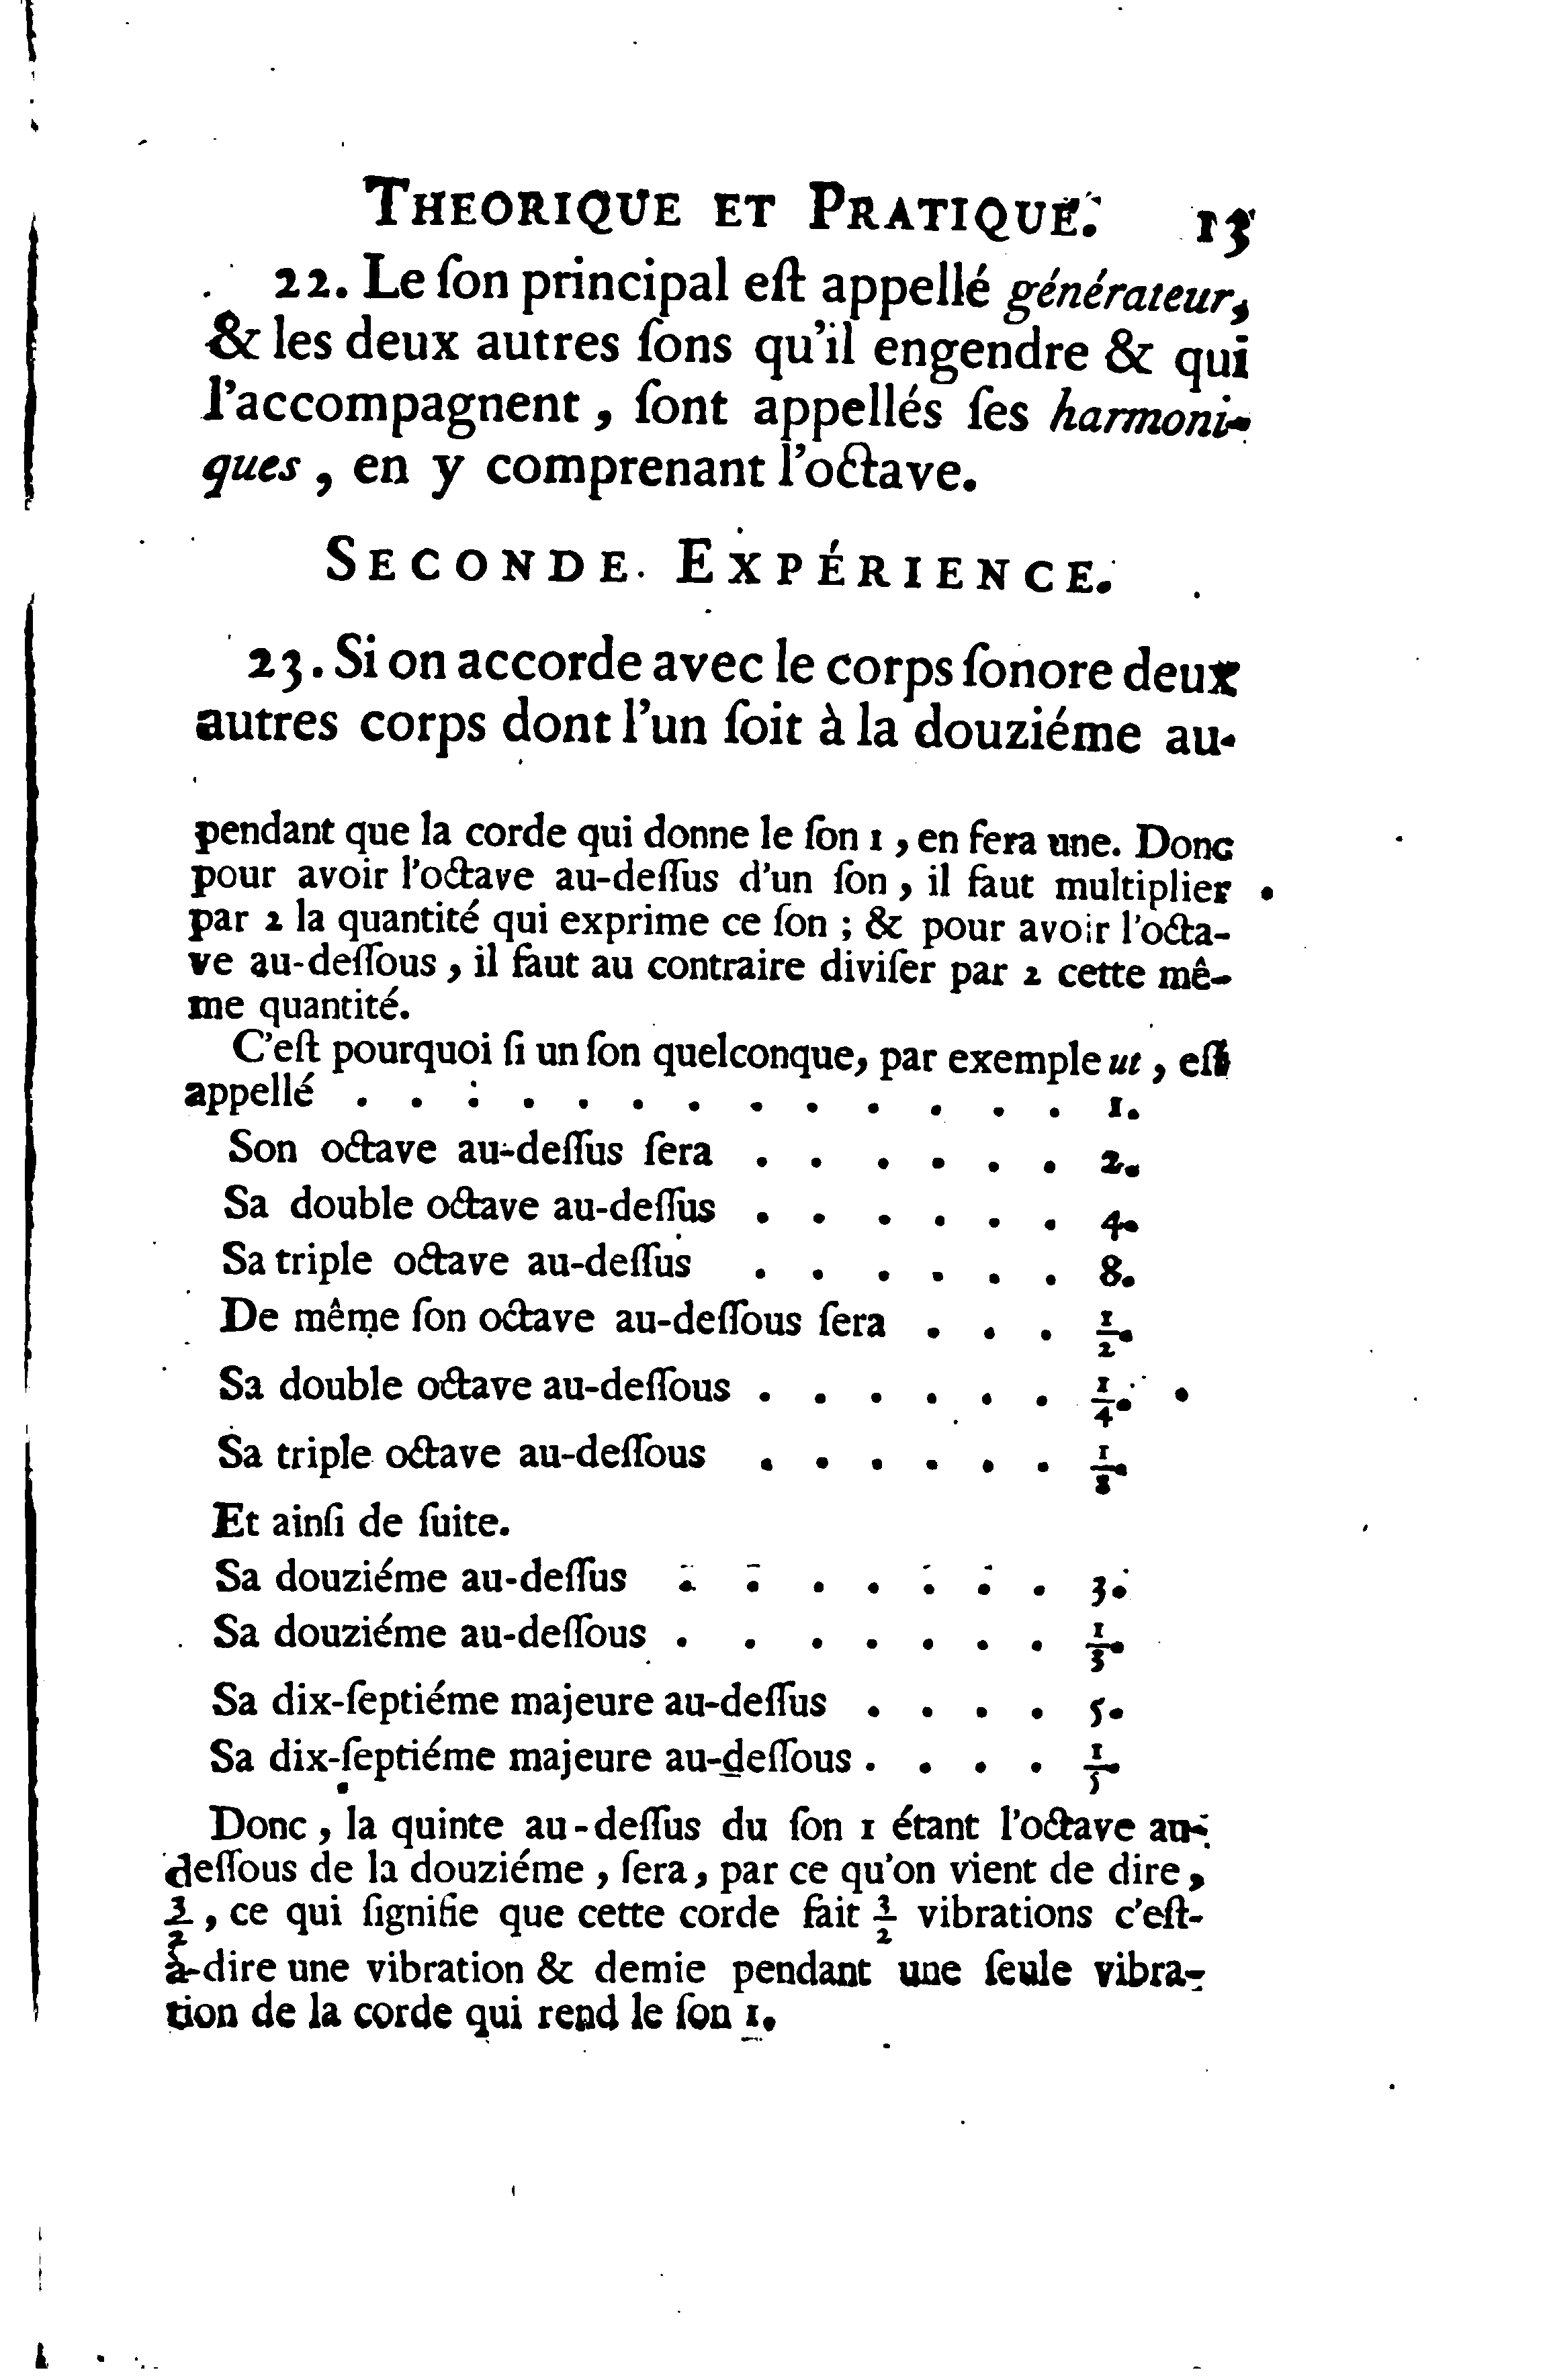 THEORIQUE ET PRATIQUE. 13
22. Le ſon principal eſt appellé générateur,
& les deux autres ſons qu'il engendre & qui
l'accompagnent, ſont appellés ſes harmoni-
ques, en y comprenant l'octave.
SECONDE EXPÉRIENCE.
23. Si on accorde avec le corps ſonore deux
autres corps dont l'un ſoit à la douziéme au-
pendant que la corde qui donne le ſon 1, en fera une. Donc
pour avoir l'octave au-deſſus d'un ſon, il faut multiplier
par 2 la quantité qui exprime ce ſon; & pour avoir l'octa-
ve au-deſſous, il faut au contraire diviſer par 2 cette mê-
me quantité.
C'eſt pourquoi ſi un ſon quelconque, par exemple ut, eſt
appellé . . . . . . . . . . . . . 1.
Son octave au-deſſus ſera . . . . . . 2.
Sa double octave au-deſſus . . . . . . 4.
Sa triple octave au-deſſus . . . . . . 8.
De même ſon octave au-deſſous ſera . . . 1/2.
Sa double octave au-deſſous . . . . . . 1/4.
Sa triple octave au-deſſous . . . . . . 1/8.
Et ainſi de ſuite.
Sa douziéme au-deſſus . . . . . . . 3.
Sa douziéme au-deſſous . . . . . . . 1/3.
Sa dix-ſeptiéme majeure au-deſſus . . . . 5.
Sa dix-ſeptiéme majeure au-deſſous . . . . 1/5.
Donc, la quinte au-deſſus du ſon 1 étant l'octave au-
deſſous de la douziéme, ſera, par ce qu'on vient de dire,
3/2, ce qui ſignifie que cette corde fait 3/2 vibrations c'eſt-
à-dire une vibration & demie pendant une ſeule vibra-
tion de la corde qui rend le ſon 1.